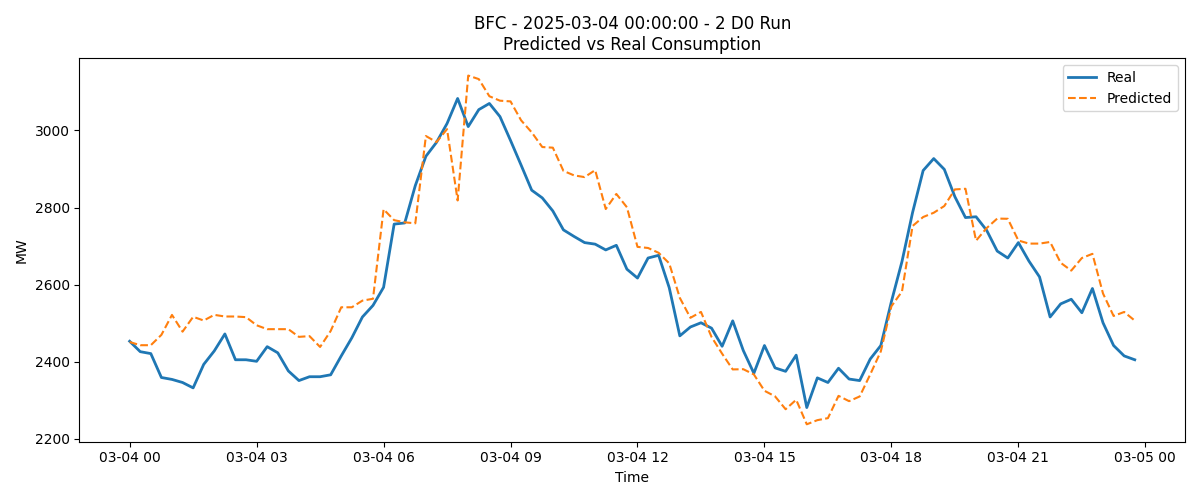 BFC - 2025-03-04 00:00:00 - 2 D0 Run
Predicted vs Real Consumption
Real
Predicted
MW
3000
2800
2600
2400
2200
03-04 00
03-04 03
03-04 06
03-04 09
03-04 12
03-04 15
03-04 18
03-04 21
03-05 00
Time